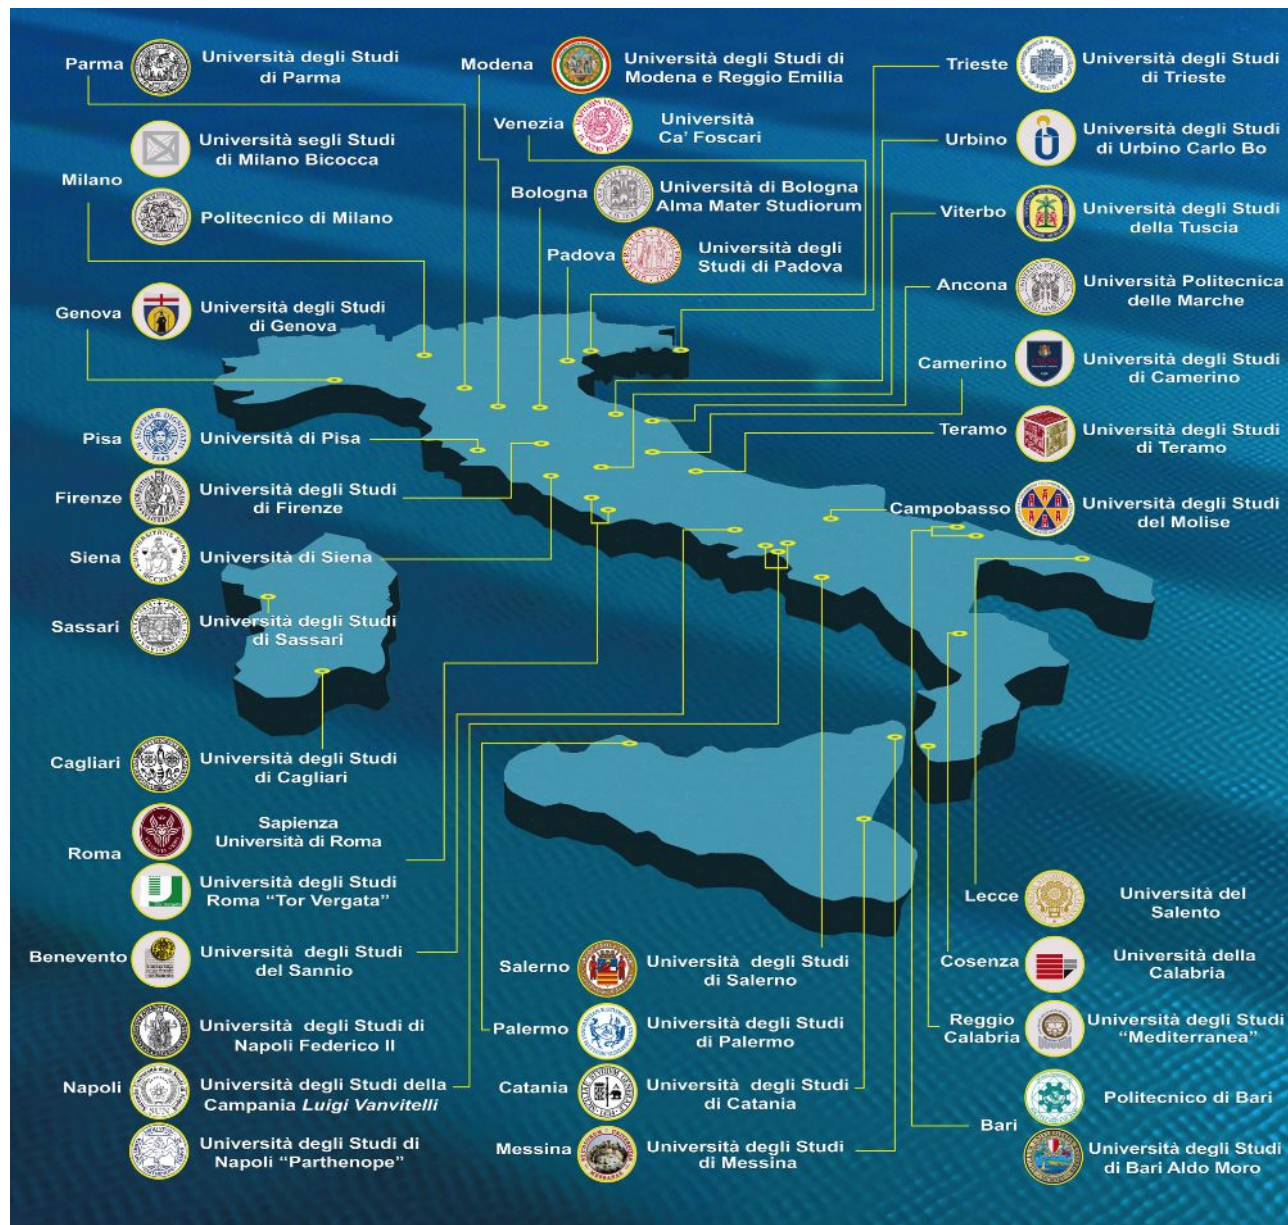 Parma
Università degli Studi
di Parma
Milano
Università segli Studi
di Milano Bicocca
Politecnico di Milano
Genova
Università degli Studi
di Genova
Pisa
Università di Pisa
Firenze
Università degli Studi
di Firenze
Siena
Università di Siena
Sassari
Università degli Studi
di Sassari
Cagliari
Università degli Studi
di Cagliari
Roma
Sapienza
Università di Roma
Università degli Studi
Roma “Tor Vergata”
Benevento
Università degli Studi
del Sannio
Napoli
Università degli Studi di
Napoli Federico II
Università degli Studi della
Campania Luigi Vanvitelli
SUN
Università degli Studi di
Napoli “Parthenope”
Modena
Università degli Studi di
Modena e Reggio Emilia
Venezia
Università
Ca' Foscari
Bologna
Università di Bologna
Alma Mater Studiorum
Padova
Università degli
Studi di Padova
Salerno
Università degli Studi
di Salerno
Palermo
Università degli Studi
di Palermo
Catania
Università degli Studi
di Catania
Messina
Università degli Studi
di Messina
Trieste
Università degli Studi
di Trieste
Urbino
Università degli Studi
di Urbino Carlo Bo
Viterbo
Università degli Studi
della Tuscia
Ancona
Università Politecnica
delle Marche
Camerino
Università degli Studi
di Camerino
Teramo
Università degli Studi
di Teramo
Campobasso
Università degli Studi
del Molise
Lecce
Università del
Salento
Cosenza
Università della
Calabria
Reggio
Calabria
Università degli Studi
“Mediterranea”
Bari
Politecnico di Bari
Università degli Studi
di Bari Aldo Moro